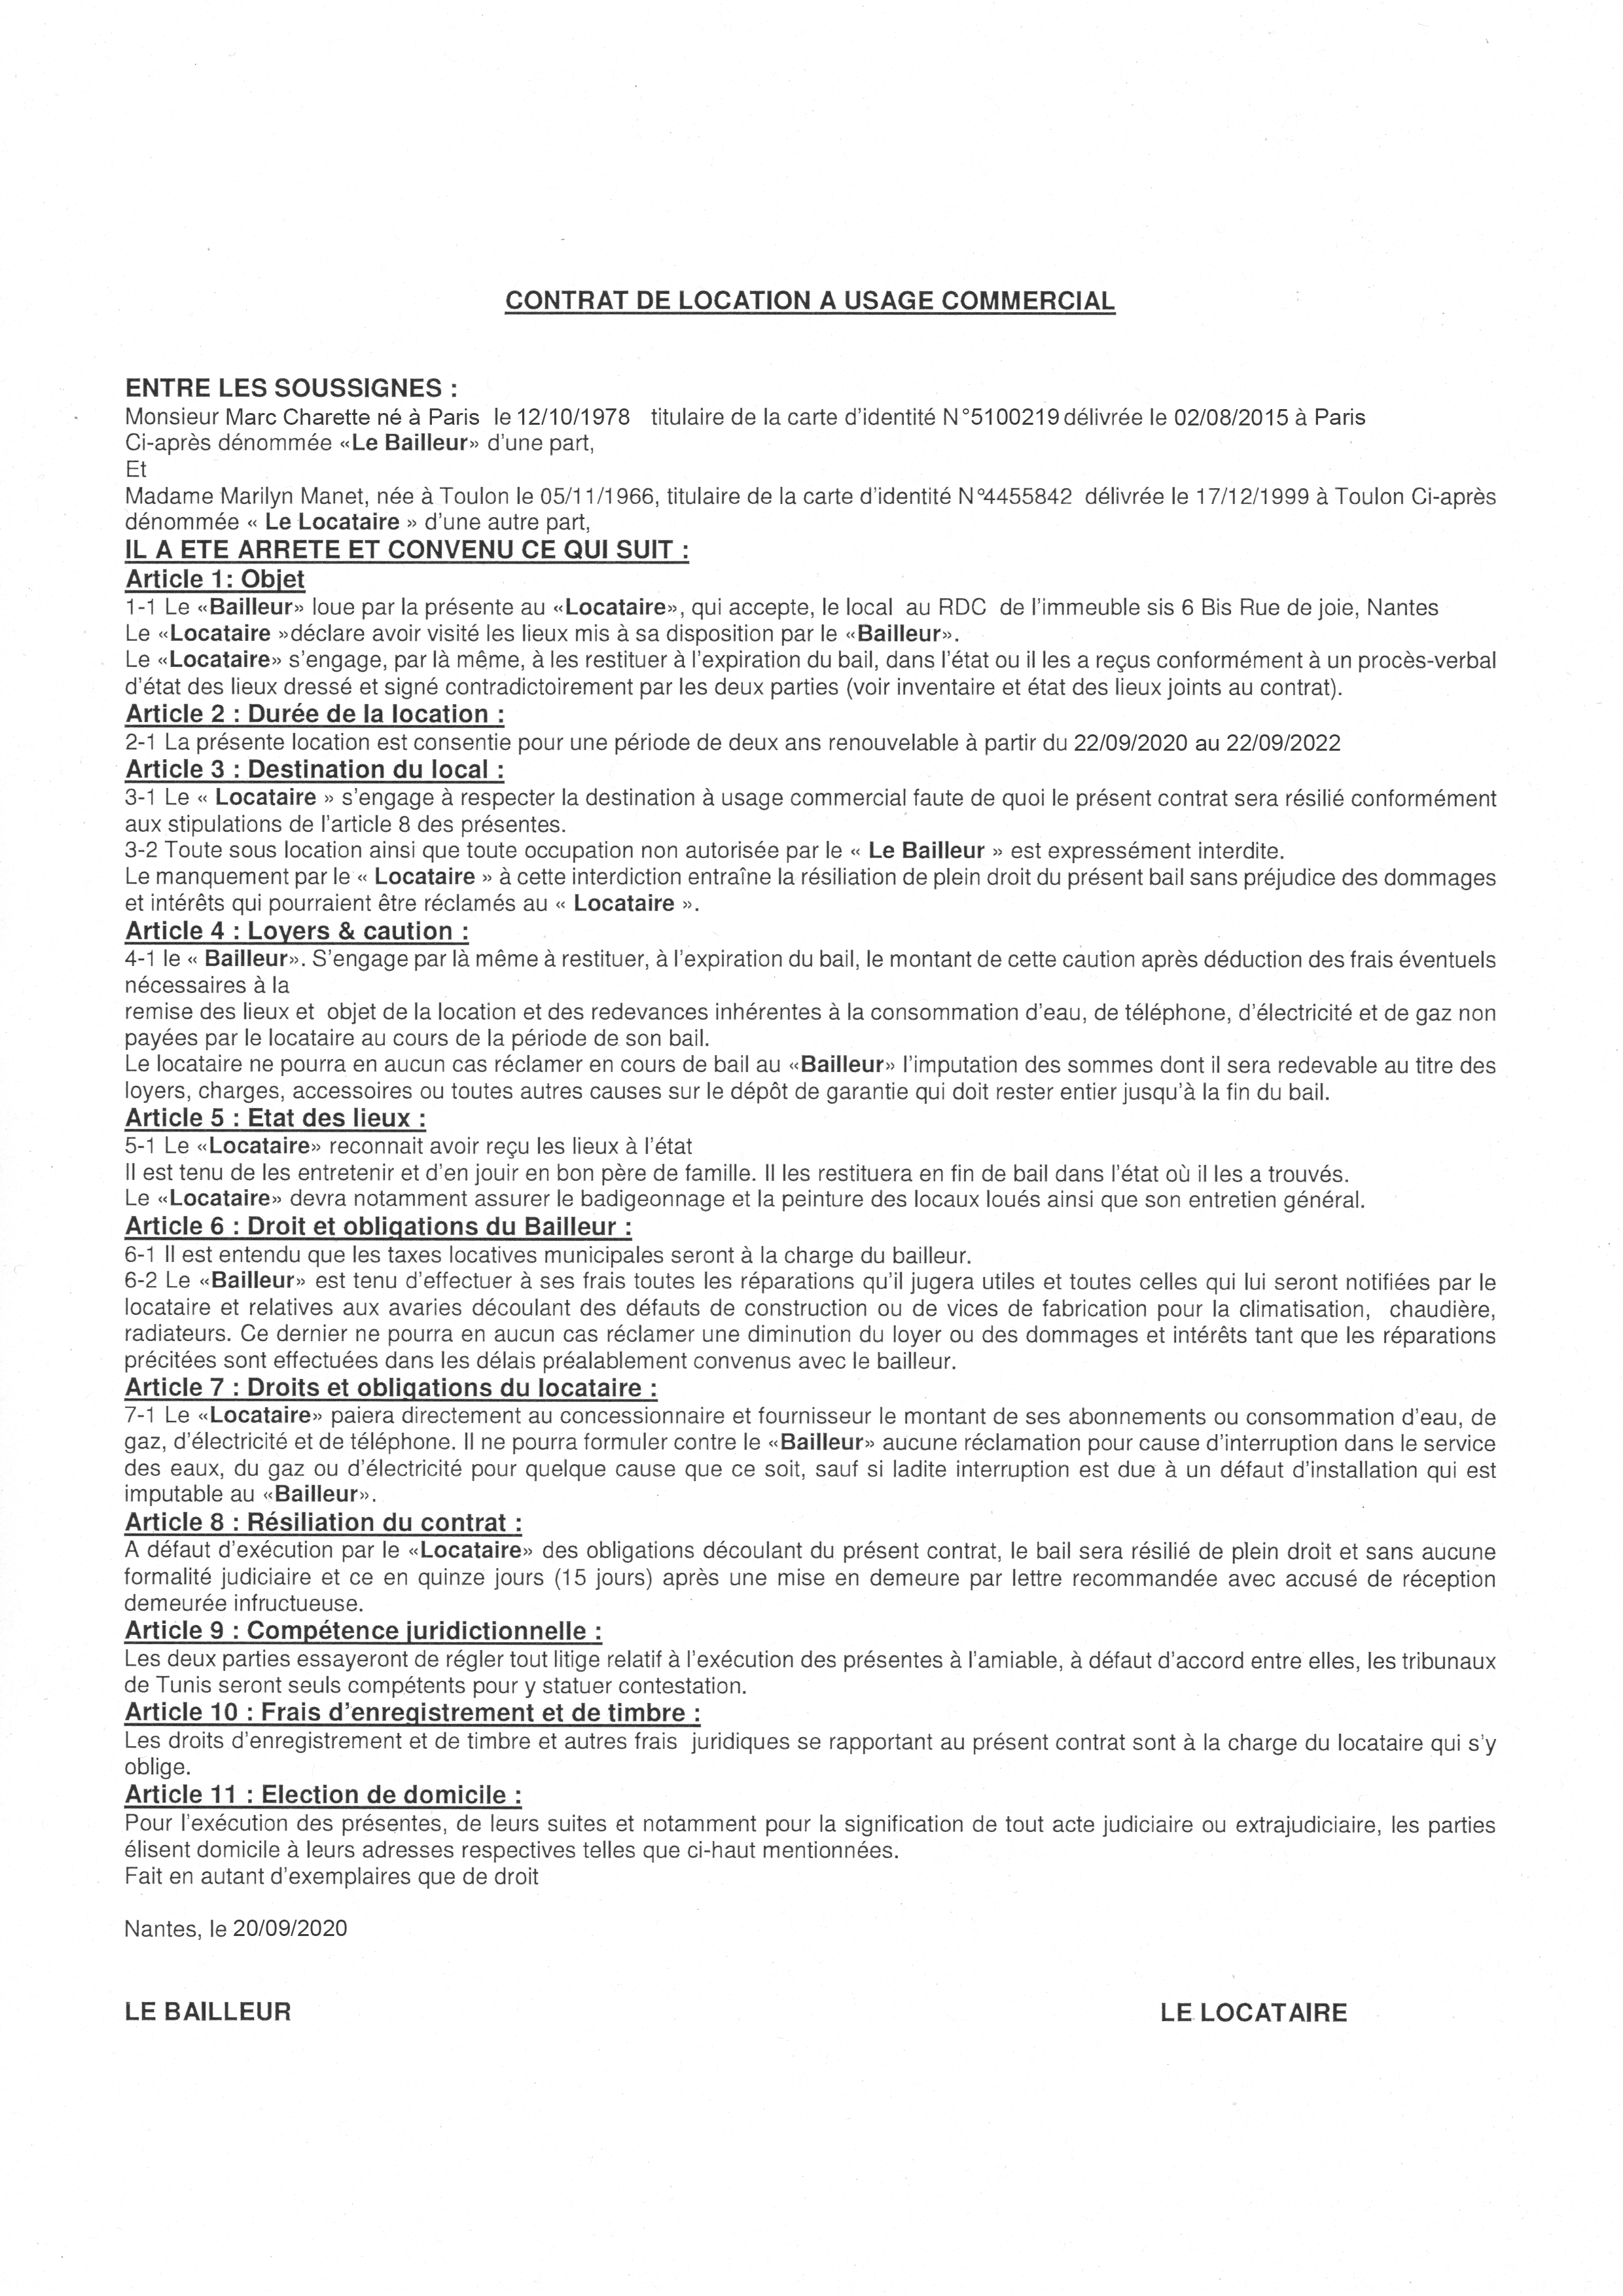 CONTRAT DE LOCATION A USAGE COMMERCIAL
ENTRE LES SOUSSIGNES :
Monsieur Marc Charette né à Paris le 12/10/1978 titulaire de la carte d'identité N°5100219 délivrée le 02/08/2015 à Paris
Ci-après dénommée «Le Bailleur» d'une part,
Et
Madame Marilyn Manet, née à Toulon le 05/11/1966, titulaire de la carte d'identité N°4455842 délivrée le 17/12/1999 à Toulon Ci-après
dénommée « Le Locataire » d'une autre part,
IL A ETE ARRETE ET CONVENU CE QUI SUIT :
Article 1: Objet
1-1 Le «Bailleur» loue par la présente au «Locataire», qui accepte, le local au RDC de l'immeuble sis 6 Bis Rue de joie, Nantes
Le «Locataire »déclare avoir visité les lieux mis à sa disposition par le «Bailleur».
Le «Locataire» s'engage, par là même, à les restituer à l'expiration du bail, dans l'état ou il les a reçus conformément à un procès-verbal
d'état des lieux dressé et signé contradictoirement par les deux parties (voir inventaire et état des lieux joints au contrat).
Article 2 : Durée de la location :
2-1 La présente location est consentie pour une période de deux ans renouvelable à partir du 22/09/2020 au 22/09/2022
Article 3 : Destination du local :
3-1 Le « Locataire » s'engage à respecter la destination à usage commercial faute de quoi le présent contrat sera résilié conformément
aux stipulations de l'article 8 des présentes.
3-2 Toute sous location ainsi que toute occupation non autorisée par le « Le Bailleur » est expressément interdite.
Le manquement par le « Locataire » à cette interdiction entraîne la résiliation de plein droit du présent bail sans préjudice des dommages
et intérêts qui pourraient être réclamés au « Locataire ».
Article 4 : Loyers & caution :
4-1 le « Bailleur». S'engage par là même à restituer, à l'expiration du bail, le montant de cette caution après déduction des frais éventuels
nécessaires à la
remise des lieux et objet de la location et des redevances inhérentes à la consommation d'eau, de téléphone, d'électricité et de gaz non
payées par le locataire au cours de la période de son bail.
Le locataire ne pourra en aucun cas réclamer en cours de bail au «Bailleur» l'imputation des sommes dont il sera redevable au titre des
loyers, charges, accessoires ou toutes autres causes sur le dépôt de garantie qui doit rester entier jusqu'à la fin du bail.
Article 5 : Etat des lieux :
5-1 Le «Locataire» reconnait avoir reçu les lieux à l'état
Il est tenu de les entretenir et d'en jouir en bon père de famille. Il les restituera en fin de bail dans l'état où il les a trouvés.
Le «Locataire» devra notamment assurer le badigeonnage et la peinture des locaux loués ainsi que son entretien général.
Article 6 : Droit et obligations du Bailleur :
6-1 Il est entendu que les taxes locatives municipales seront à la charge du bailleur.
6-2 Le «Bailleur» est tenu d'effectuer à ses frais toutes les réparations qu'il jugera utiles et toutes celles qui lui seront notifiées par le
locataire et relatives aux avaries découlant des défauts de construction ou de vices de fabrication pour la climatisation, chaudière,
radiateurs. Ce dernier ne pourra en aucun cas réclamer une diminution du loyer ou des dommages et intérêts tant que les réparations
précitées sont effectuées dans les délais préalablement convenus avec le bailleur.
Article 7 : Droits et obligations du locataire :
7-1 Le «Locataire» paiera directement au concessionnaire et fournisseur le montant de ses abonnements ou consommation d'eau, de
gaz, d'électricité et de téléphone. Il ne pourra formuler contre le «Bailleur» aucune réclamation pour cause d'interruption dans le service
des eaux, du gaz ou d'électricité pour quelque cause que ce soit, sauf si ladite interruption est due à un défaut d'installation qui est
imputable au «Bailleur».
Article 8 : Résiliation du contrat :
A défaut d'exécution par le «Locataire» des obligations découlant du présent contrat, le bail sera résilié de plein droit et sans aucune
formalité judiciaire et ce en quinze jours (15 jours) après une mise en demeure par lettre recommandée avec accusé de réception
demeurée infructueuse.
Article 9 : Compétence juridictionnelle :
Les deux parties essayeront de régler tout litige relatif à l'exécution des présentes à l'amiable, à défaut d'accord entre elles, les tribunaux
de Tunis seront seuls compétents pour y statuer contestation.
Article 10 : Frais d'enregistrement et de timbre :
Les droits d'enregistrement et de timbre et autres frais juridiques se rapportant au présent contrat sont à la charge du locataire qui s'y
oblige.
Article 11 : Election de domicile :
Pour l'exécution des présentes, de leurs suites et notamment pour la signification de tout acte judiciaire ou extrajudiciaire, les parties
élisent domicile à leurs adresses respectives telles que ci-haut mentionnées.
Fait en autant d'exemplaires que de droit
Nantes, le 20/09/2020
LE BAILLEUR
LE LOCATAIRE